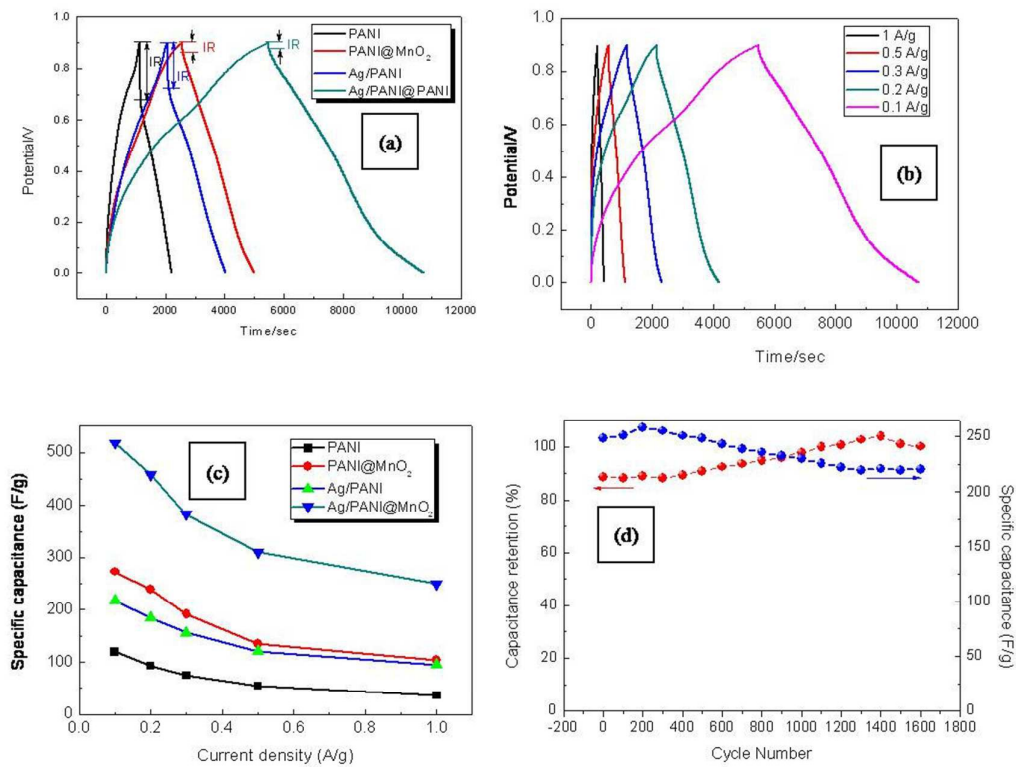 1.0
0.8
0.6
0.4
0.2
0.0
Potential/V
0 2000 4000 6000 8000 10000 12000
Time/sec
IR
IR
IR
IR
PANI
PANI@MnO2
Ag/PANI
Ag/PANI@PANI
(a)
1.0
0.8
0.6
0.4
0.2
0.0
Potential/V
0 2000 4000 6000 8000 10000 12000
Time/sec
1 A/g
0.5 A/g
0.3 A/g
0.2 A/g
0.1 A/g
(b)
500
400
300
200
100
0
Specific capacitance (F/g)
0.0 0.2 0.4 0.6 0.8 1.0
Current density (A/g)
(c)
PANI
PANI@MnO2
Ag/PANI
Ag/PANI@MnO2
100
80
60
40
20
0
Capacitance retention (%)
-200 0 200 400 600 800 1000 1200 1400 1600 1800
Cycle Number
(d)
250
200
150
100
50
0
Specific capacitance (F/g)